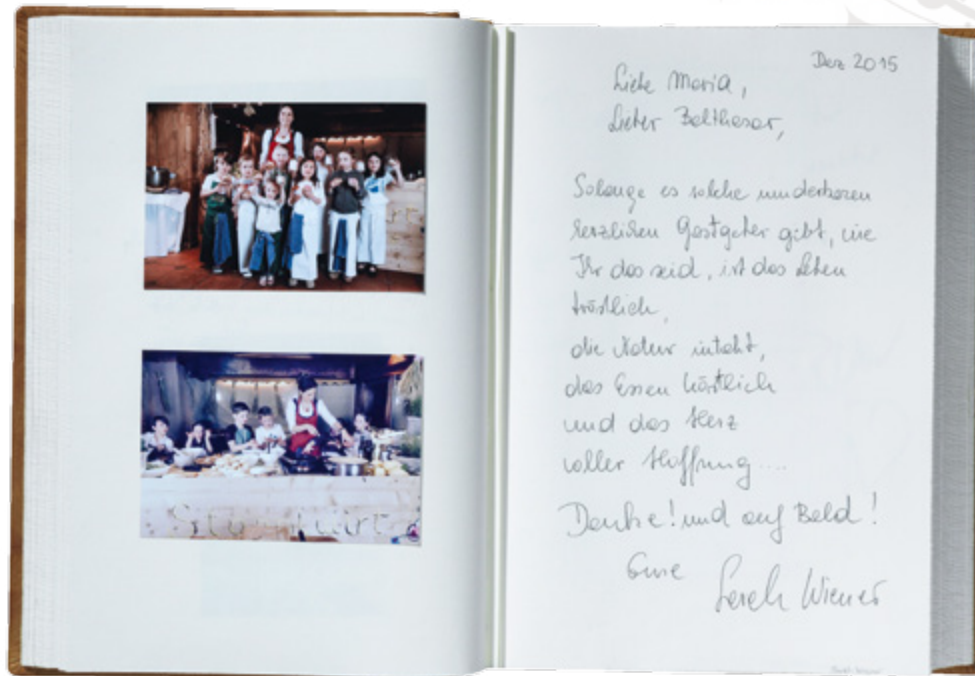 Dez 2015
Liebe Maria,
Lieber Balthasar,
Solange es solche wunderbaren
herzlichen Gastgeber gibt, wie
Ihr das seid, ist das Leben
tröstlich,
die Natur intakt,
das Essen köstlich
und das Herz
voller Hoffnung....
Danke! und auf Bald!
Eure
Sarah Wiener